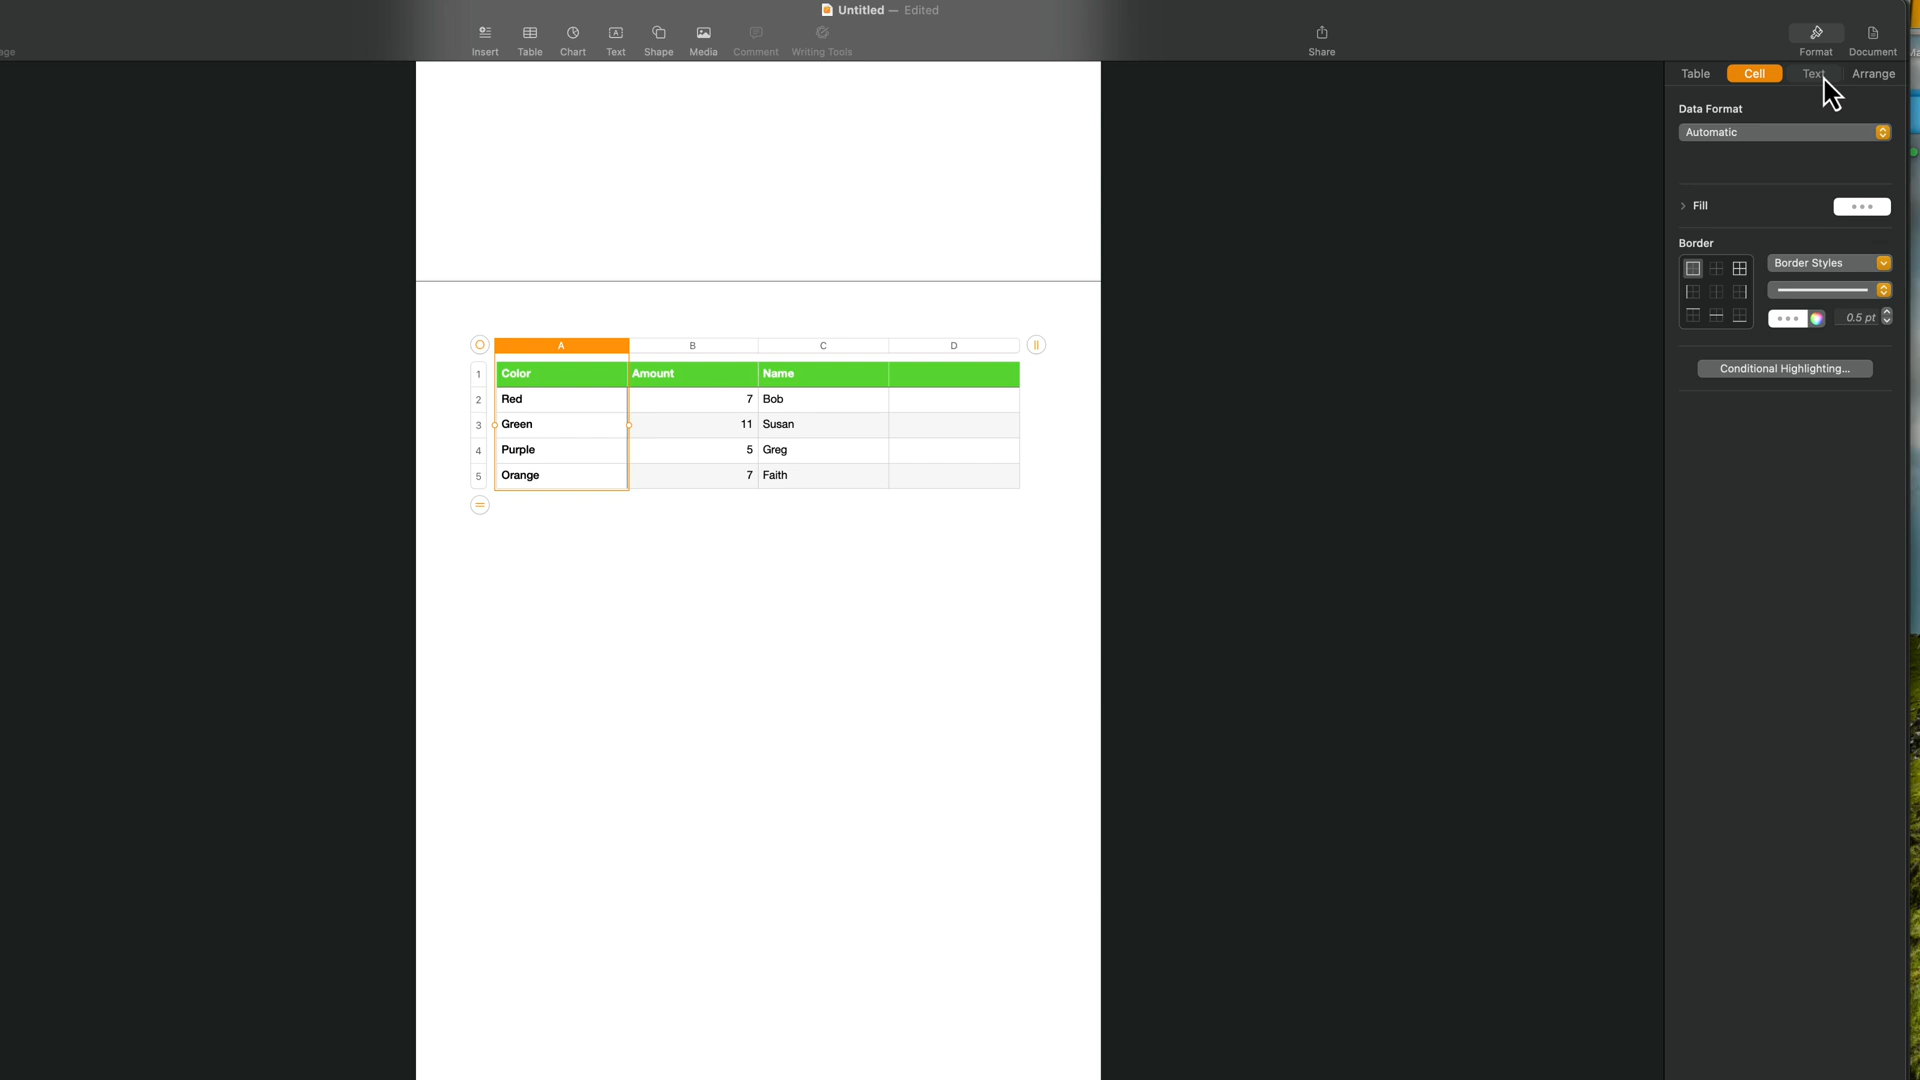 Untitled — Edited
age
Insert Table Chart Text Shape Media Comment Writing Tools Share Format Document
Table Cell Text Arrange
Data Format
Automatic
Fill
Border
Border Styles
0.5 pt
Conditional Highlighting...
A B C D
1 Color Amount Name
2 Red 7 Bob
3 Green 11 Susan
4 Purple 5 Greg
5 Orange 7 Faith